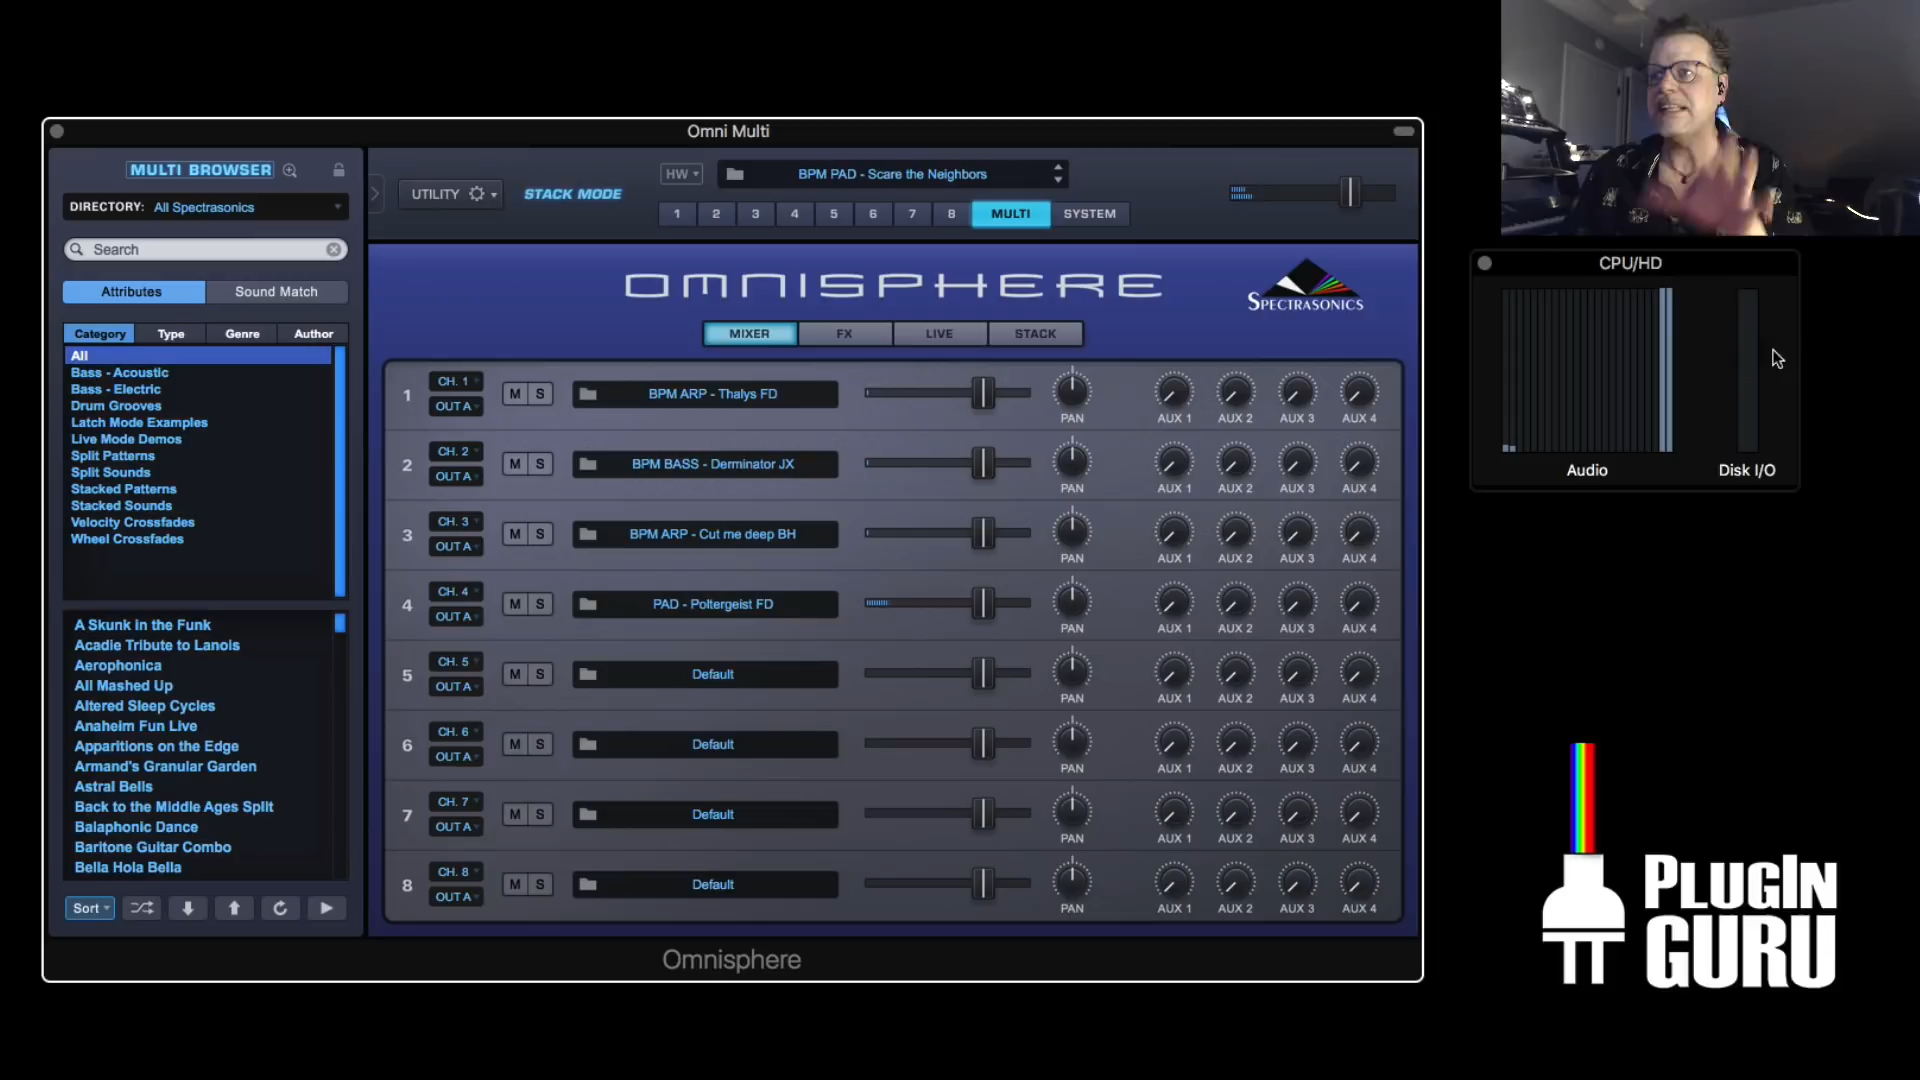 Omni Multi
MULTI BROWSER
DIRECTORY: All Spectrasonics
Search
Attributes Sound Match
Category Type Genre Author
All
Bass - Acoustic
Bass - Electric
Drum Grooves
Latch Mode Examples
Live Mode Demos
Split Patterns
Split Sounds
Stacked Patterns
Stacked Sounds
Velocity Crossfades
Wheel Crossfades
A Skunk in the Funk
Acadie Tribute to Lanois
Aerophonica
All Mashed Up
Altered Sleep Cycles
Anaheim Fun Live
Apparitions on the Edge
Armand's Granular Garden
Astral Bells
Back to the Middle Ages Split
Balaphonic Dance
Baritone Guitar Combo
Bella Hola Bella
Sort
UTILITY STACK MODE
HW BPM PAD - Scare the Neighbors
1 2 3 4 5 6 7 8 MULTI SYSTEM
OMNISPHERE
SPECTRASONICS
MIXER FX LIVE STACK
1 CH. 1 OUT A M S BPM ARP - Thalys FD PAN AUX 1 AUX 2 AUX 3 AUX 4
2 CH. 2 OUT A M S BPM BASS - Derminator JX PAN AUX 1 AUX 2 AUX 3 AUX 4
3 CH. 3 OUT A M S BPM ARP - Cut me deep BH PAN AUX 1 AUX 2 AUX 3 AUX 4
4 CH. 4 OUT A M S PAD - Poltergeist FD PAN AUX 1 AUX 2 AUX 3 AUX 4
5 CH. 5 OUT A M S Default PAN AUX 1 AUX 2 AUX 3 AUX 4
6 CH. 6 OUT A M S Default PAN AUX 1 AUX 2 AUX 3 AUX 4
7 CH. 7 OUT A M S Default PAN AUX 1 AUX 2 AUX 3 AUX 4
8 CH. 8 OUT A M S Default PAN AUX 1 AUX 2 AUX 3 AUX 4
Omnisphere
CPU/HD
Audio Disk I/O
PLUGIN
GURU